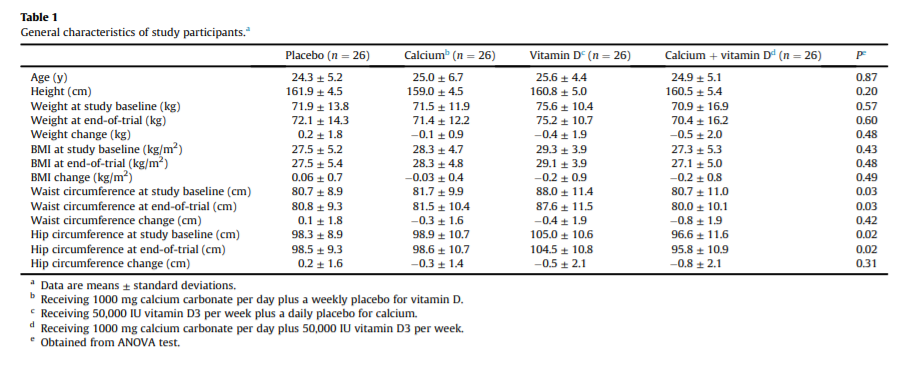 Table 1
General characteristics of study participants.a
Placebo (n = 26) Calciumb (n = 26) Vitamin Dc (n = 26) Calcium + vitamin Dd (n = 26) Pe
Age (y) 24.3 ± 5.2 25.0 ± 6.7 25.6 ± 4.4 24.9 ± 5.1 0.87
Height (cm) 161.9 ± 4.5 159.0 ± 4.5 160.8 ± 5.0 160.5 ± 5.4 0.20
Weight at study baseline (kg) 71.9 ± 13.8 71.5 ± 11.9 75.6 ± 10.4 70.9 ± 16.9 0.57
Weight at end-of-trial (kg) 72.1 ± 14.3 71.4 ± 12.2 75.2 ± 10.7 70.4 ± 16.2 0.60
Weight change (kg) 0.2 ± 1.8 −0.1 ± 0.9 −0.4 ± 1.9 −0.5 ± 2.0 0.48
BMI at study baseline (kg/m2) 27.5 ± 5.2 28.3 ± 4.7 29.3 ± 3.9 27.3 ± 5.3 0.43
BMI at end-of-trial (kg/m2) 27.5 ± 5.4 28.3 ± 4.8 29.1 ± 3.9 27.1 ± 5.0 0.48
BMI change (kg/m2) 0.06 ± 0.7 −0.03 ± 0.4 −0.2 ± 0.9 −0.2 ± 0.8 0.49
Waist circumference at study baseline (cm) 80.7 ± 8.9 81.7 ± 9.9 88.0 ± 11.4 80.7 ± 11.0 0.03
Waist circumference at end-of-trial (cm) 80.8 ± 9.3 81.5 ± 10.4 87.6 ± 11.5 80.0 ± 10.1 0.03
Waist circumference change (cm) 0.1 ± 1.8 −0.3 ± 1.6 −0.4 ± 1.9 −0.8 ± 1.9 0.42
Hip circumference at study baseline (cm) 98.3 ± 8.9 98.9 ± 10.7 105.0 ± 10.6 96.6 ± 11.6 0.02
Hip circumference at end-of-trial (cm) 98.5 ± 9.3 98.6 ± 10.7 104.5 ± 10.8 95.8 ± 10.9 0.02
Hip circumference change (cm) 0.2 ± 1.6 −0.3 ± 1.4 −0.5 ± 2.1 −0.8 ± 2.1 0.31
a Data are means ± standard deviations.
b Receiving 1000 mg calcium carbonate per day plus a weekly placebo for vitamin D.
c Receiving 50,000 IU vitamin D3 per week plus a daily placebo for calcium.
d Receiving 1000 mg calcium carbonate per day plus 50,000 IU vitamin D3 per week.
e Obtained from ANOVA test.